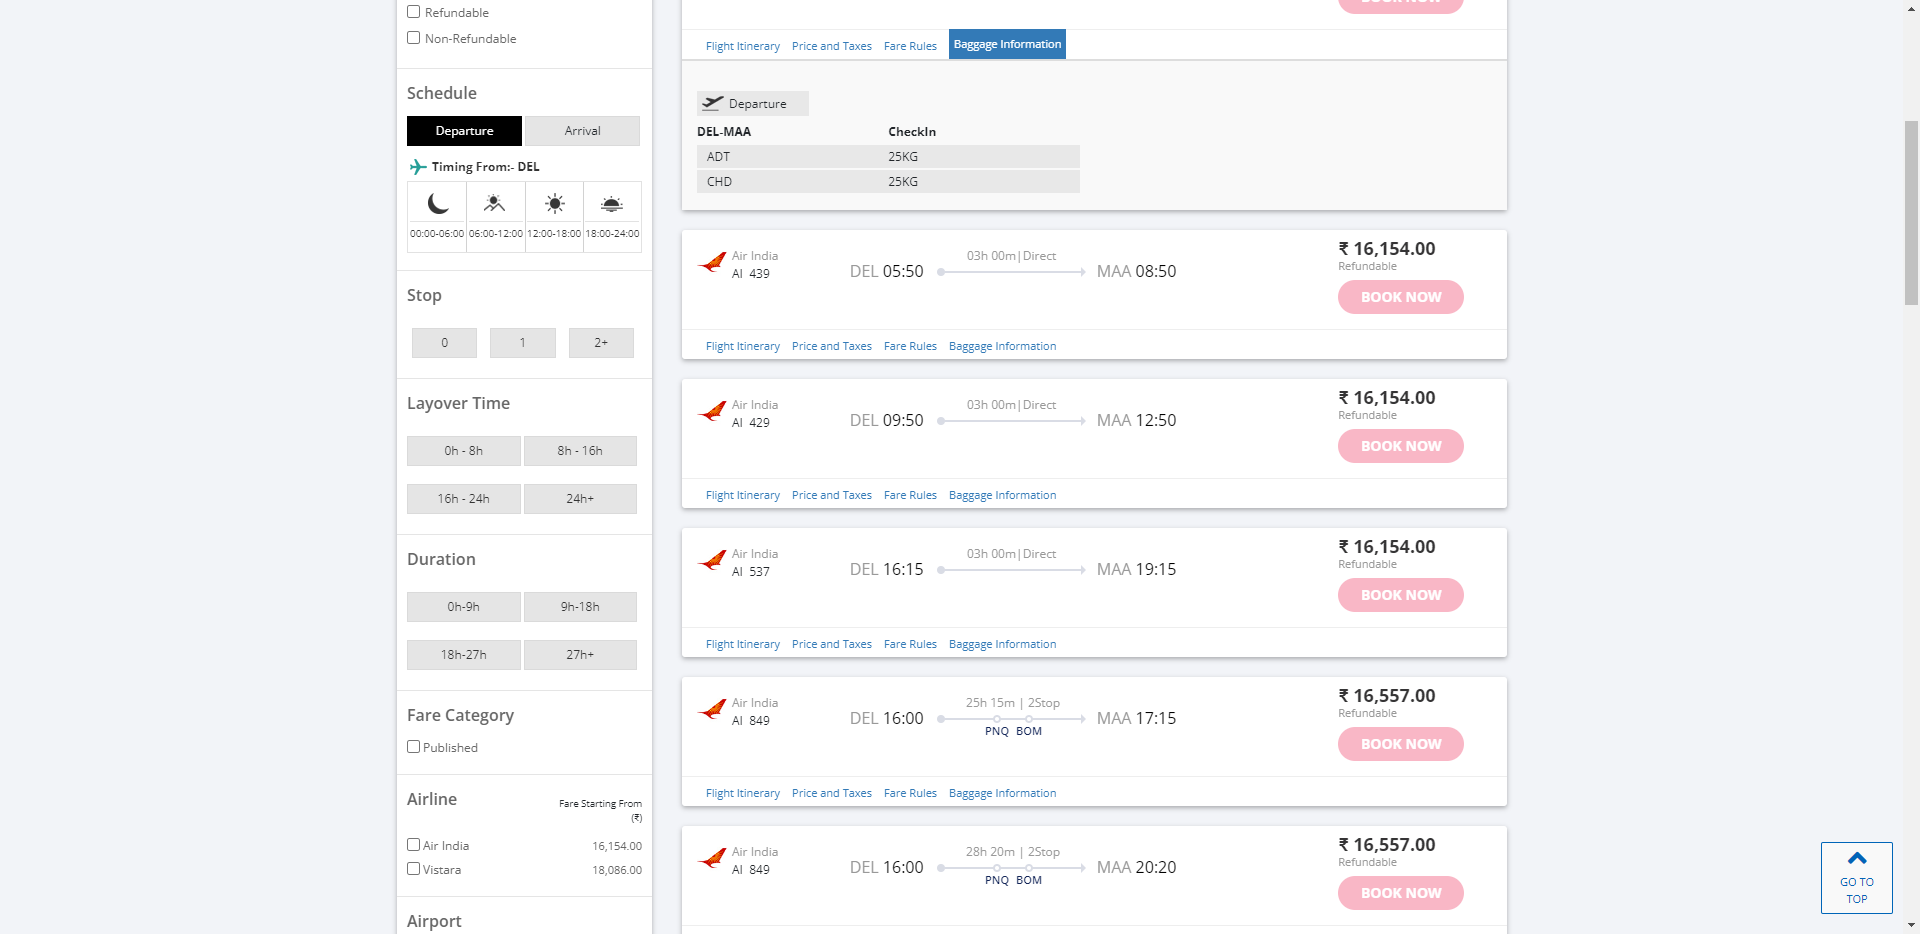 Refundable
Non-Refundable
Schedule
Departure Arrival
Timing From:- DEL
00:00-06:00 06:00-12:00 12:00-18:00 18:00-24:00
Stop
0 1 2+
Layover Time
0h - 8h 8h - 16h
16h - 24h 24h+
Duration
0h-9h 9h-18h
18h-27h 27h+
Fare Category
Published
Airline Fare Starting From
(₹)
Air India 16,154.00
Vistara 18,086.00
Airport
BOOK NOW
Flight Itinerary Price and Taxes Fare Rules Baggage Information
Departure
DEL-MAA CheckIn
ADT 25KG
CHD 25KG
Air India
AI 439
DEL 05:50
03h 00m|Direct
MAA 08:50
₹ 16,154.00
Refundable
BOOK NOW
Flight Itinerary Price and Taxes Fare Rules Baggage Information
Air India
AI 429
DEL 09:50
03h 00m|Direct
MAA 12:50
₹ 16,154.00
Refundable
BOOK NOW
Flight Itinerary Price and Taxes Fare Rules Baggage Information
Air India
AI 537
DEL 16:15
03h 00m|Direct
MAA 19:15
₹ 16,154.00
Refundable
BOOK NOW
Flight Itinerary Price and Taxes Fare Rules Baggage Information
Air India
AI 849
DEL 16:00
25h 15m | 2Stop
PNQ BOM
MAA 17:15
₹ 16,557.00
Refundable
BOOK NOW
Flight Itinerary Price and Taxes Fare Rules Baggage Information
Air India
AI 849
DEL 16:00
28h 20m | 2Stop
PNQ BOM
MAA 20:20
₹ 16,557.00
Refundable
BOOK NOW
GO TO
TOP